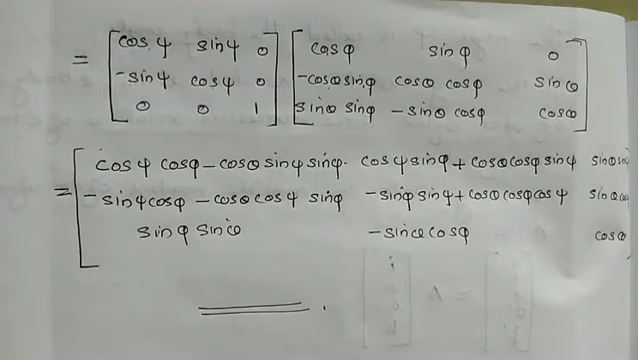 = [cos ψ sin ψ 0] [cos φ sin φ 0]
[-sin ψ cos ψ 0] [-cos θ sin φ cos θ cos φ sin θ]
[0 0 1] [sin θ sin φ -sin θ cos φ cos θ]
= [cos ψ cos φ - cos θ sin ψ sin φ. cos ψ sin φ + cos θ cos φ sin ψ sin θ
- sin ψ cos φ - cos θ cos ψ sin φ - sin φ sin ψ + cos θ cos φ cos ψ sin θ
sin φ sin θ - sin θ cos φ cos θ